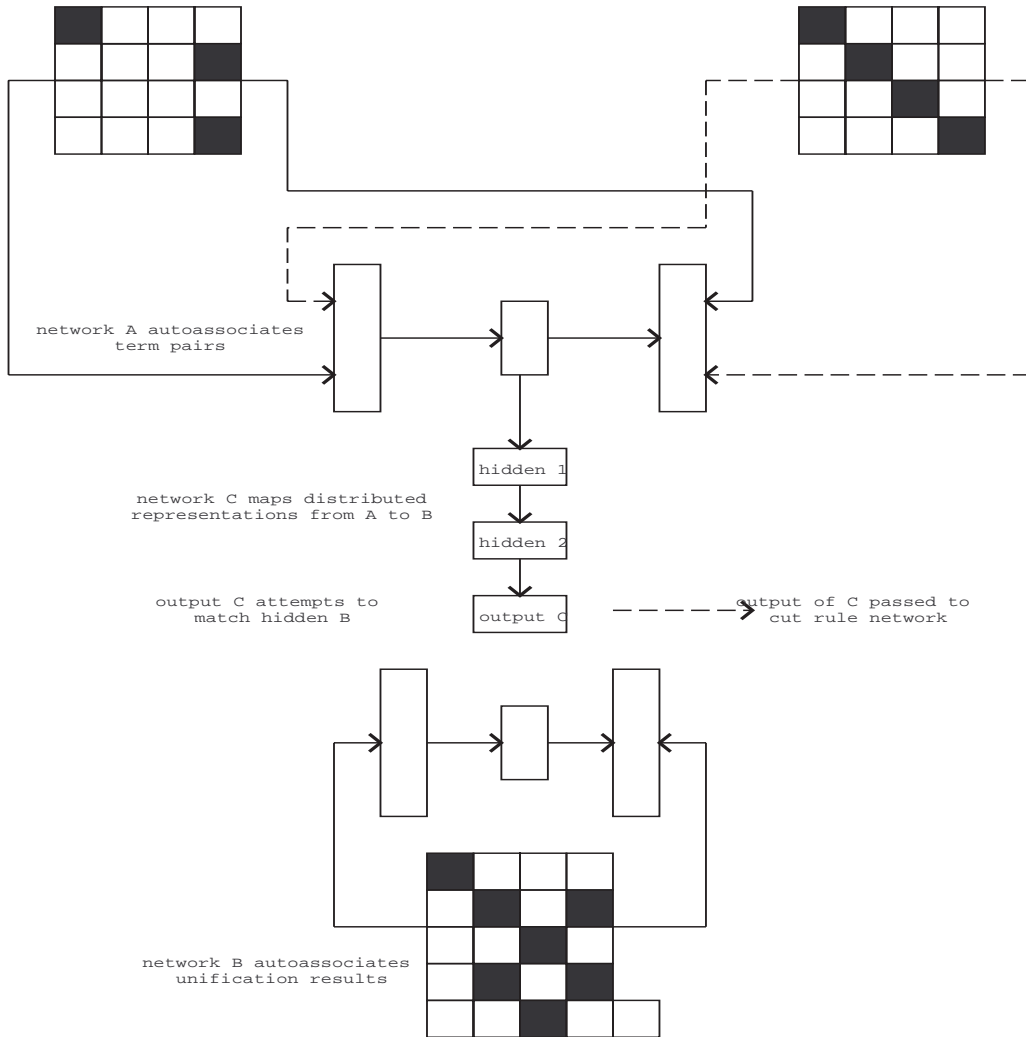 network A autoassociates
term pairs
hidden 1
network C maps distributed
representations from A to B
hidden 2
output C attempts to
match hidden B
output C
output of C passed to
cut rule network
network B autoassociates
unification results